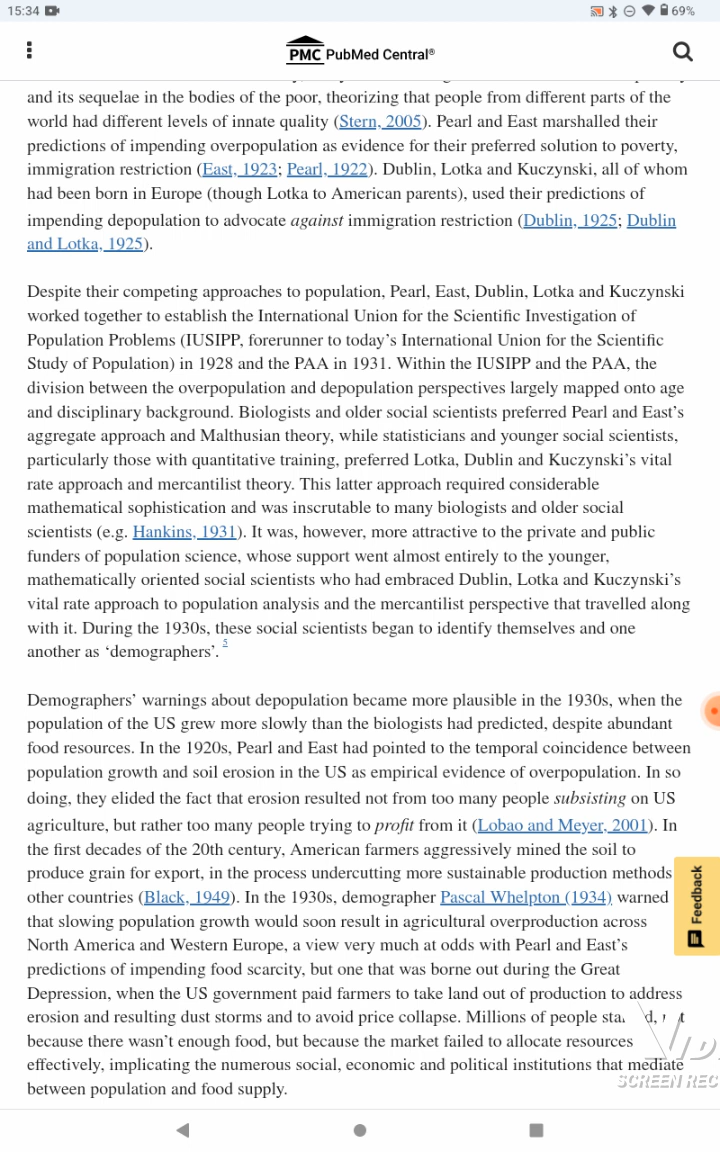 15:34
69%
PMC PubMed Central®
and its sequelae in the bodies of the poor, theorizing that people from different parts of the
world had different levels of innate quality (Stern, 2005). Pearl and East marshalled their
predictions of impending overpopulation as evidence for their preferred solution to poverty,
immigration restriction (East, 1923; Pearl, 1922). Dublin, Lotka and Kuczynski, all of whom
had been born in Europe (though Lotka to American parents), used their predictions of
impending depopulation to advocate against immigration restriction (Dublin, 1925; Dublin
and Lotka, 1925).
Despite their competing approaches to population, Pearl, East, Dublin, Lotka and Kuczynski
worked together to establish the International Union for the Scientific Investigation of
Population Problems (IUSIPP, forerunner to today's International Union for the Scientific
Study of Population) in 1928 and the PAA in 1931. Within the IUSIPP and the PAA, the
division between the overpopulation and depopulation perspectives largely mapped onto age
and disciplinary background. Biologists and older social scientists preferred Pearl and East's
aggregate approach and Malthusian theory, while statisticians and younger social scientists,
particularly those with quantitative training, preferred Lotka, Dublin and Kuczynski's vital
rate approach and mercantilist theory. This latter approach required considerable
mathematical sophistication and was inscrutable to many biologists and older social
scientists (e.g. Hankins, 1931). It was, however, more attractive to the private and public
funders of population science, whose support went almost entirely to the younger,
mathematically oriented social scientists who had embraced Dublin, Lotka and Kuczynski's
vital rate approach to population analysis and the mercantilist perspective that travelled along
with it. During the 1930s, these social scientists began to identify themselves and one
another as 'demographers'. 5
Demographers' warnings about depopulation became more plausible in the 1930s, when the
population of the US grew more slowly than the biologists had predicted, despite abundant
food resources. In the 1920s, Pearl and East had pointed to the temporal coincidence between
population growth and soil erosion in the US as empirical evidence of overpopulation. In so
doing, they elided the fact that erosion resulted not from too many people subsisting on US
agriculture, but rather too many people trying to profit from it (Lobao and Meyer, 2001). In
the first decades of the 20th century, American farmers aggressively mined the soil to
produce grain for export, in the process undercutting more sustainable production methods
other countries (Black, 1949). In the 1930s, demographer Pascal Whelpton (1934) warned
that slowing population growth would soon result in agricultural overproduction across
North America and Western Europe, a view very much at odds with Pearl and East's
predictions of impending food scarcity, but one that was borne out during the Great
Depression, when the US government paid farmers to take land out of production to address
erosion and resulting dust storms and to avoid price collapse. Millions of people
because there wasn't enough food, but because the market failed to allocate resources
effectively, implicating the numerous social, economic and political institutions that mediate
between population and food supply.
Feedback
SCREEN REC